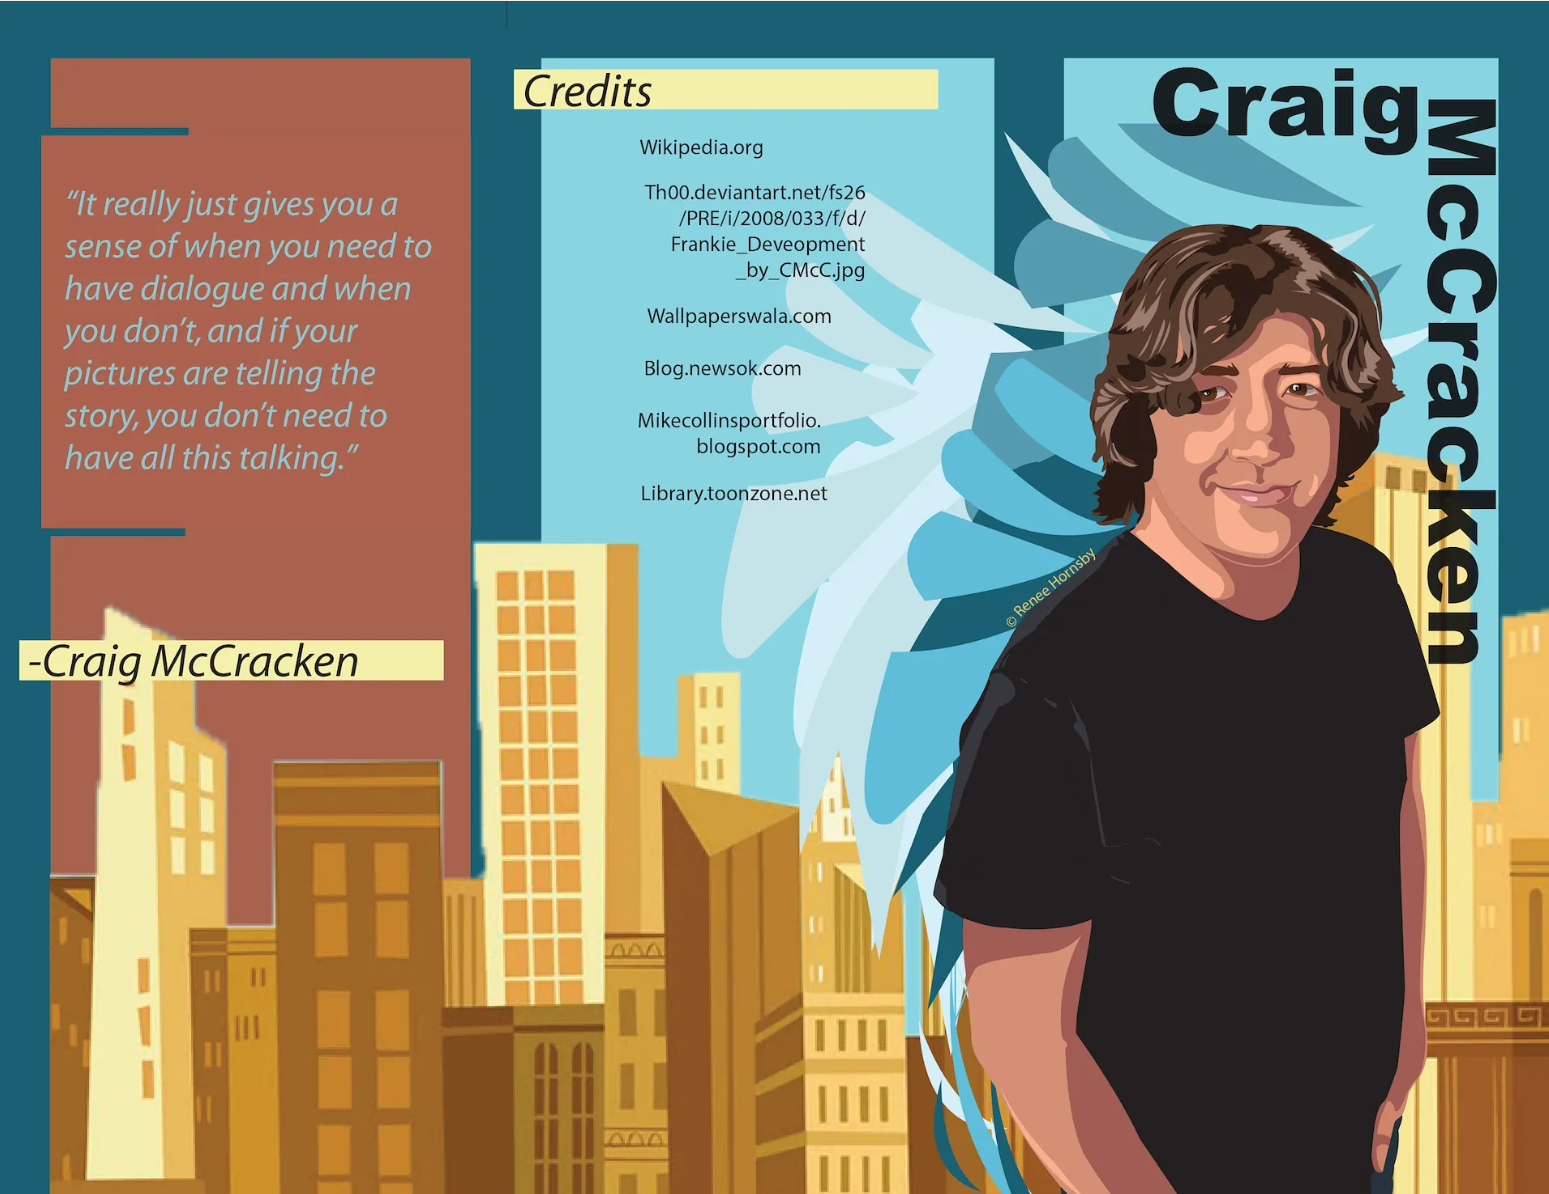 “It really just gives you a
sense of when you need to
have dialogue and when
you don’t, and if your
pictures are telling the
story, you don’t need to
have all this talking.”
-Craig McCracken
Credits
Wikipedia.org
Th00.deviantart.net/fs26
/PRE/i/2008/033/f/d/
Frankie_Deveopment
_by_CMcC.jpg
Wallpaperswala.com
Blog.newsok.com
Mikecollinsportfolio.
blogspot.com
Library.toonzone.net
© Renee Hornsby
Craig
McCracken